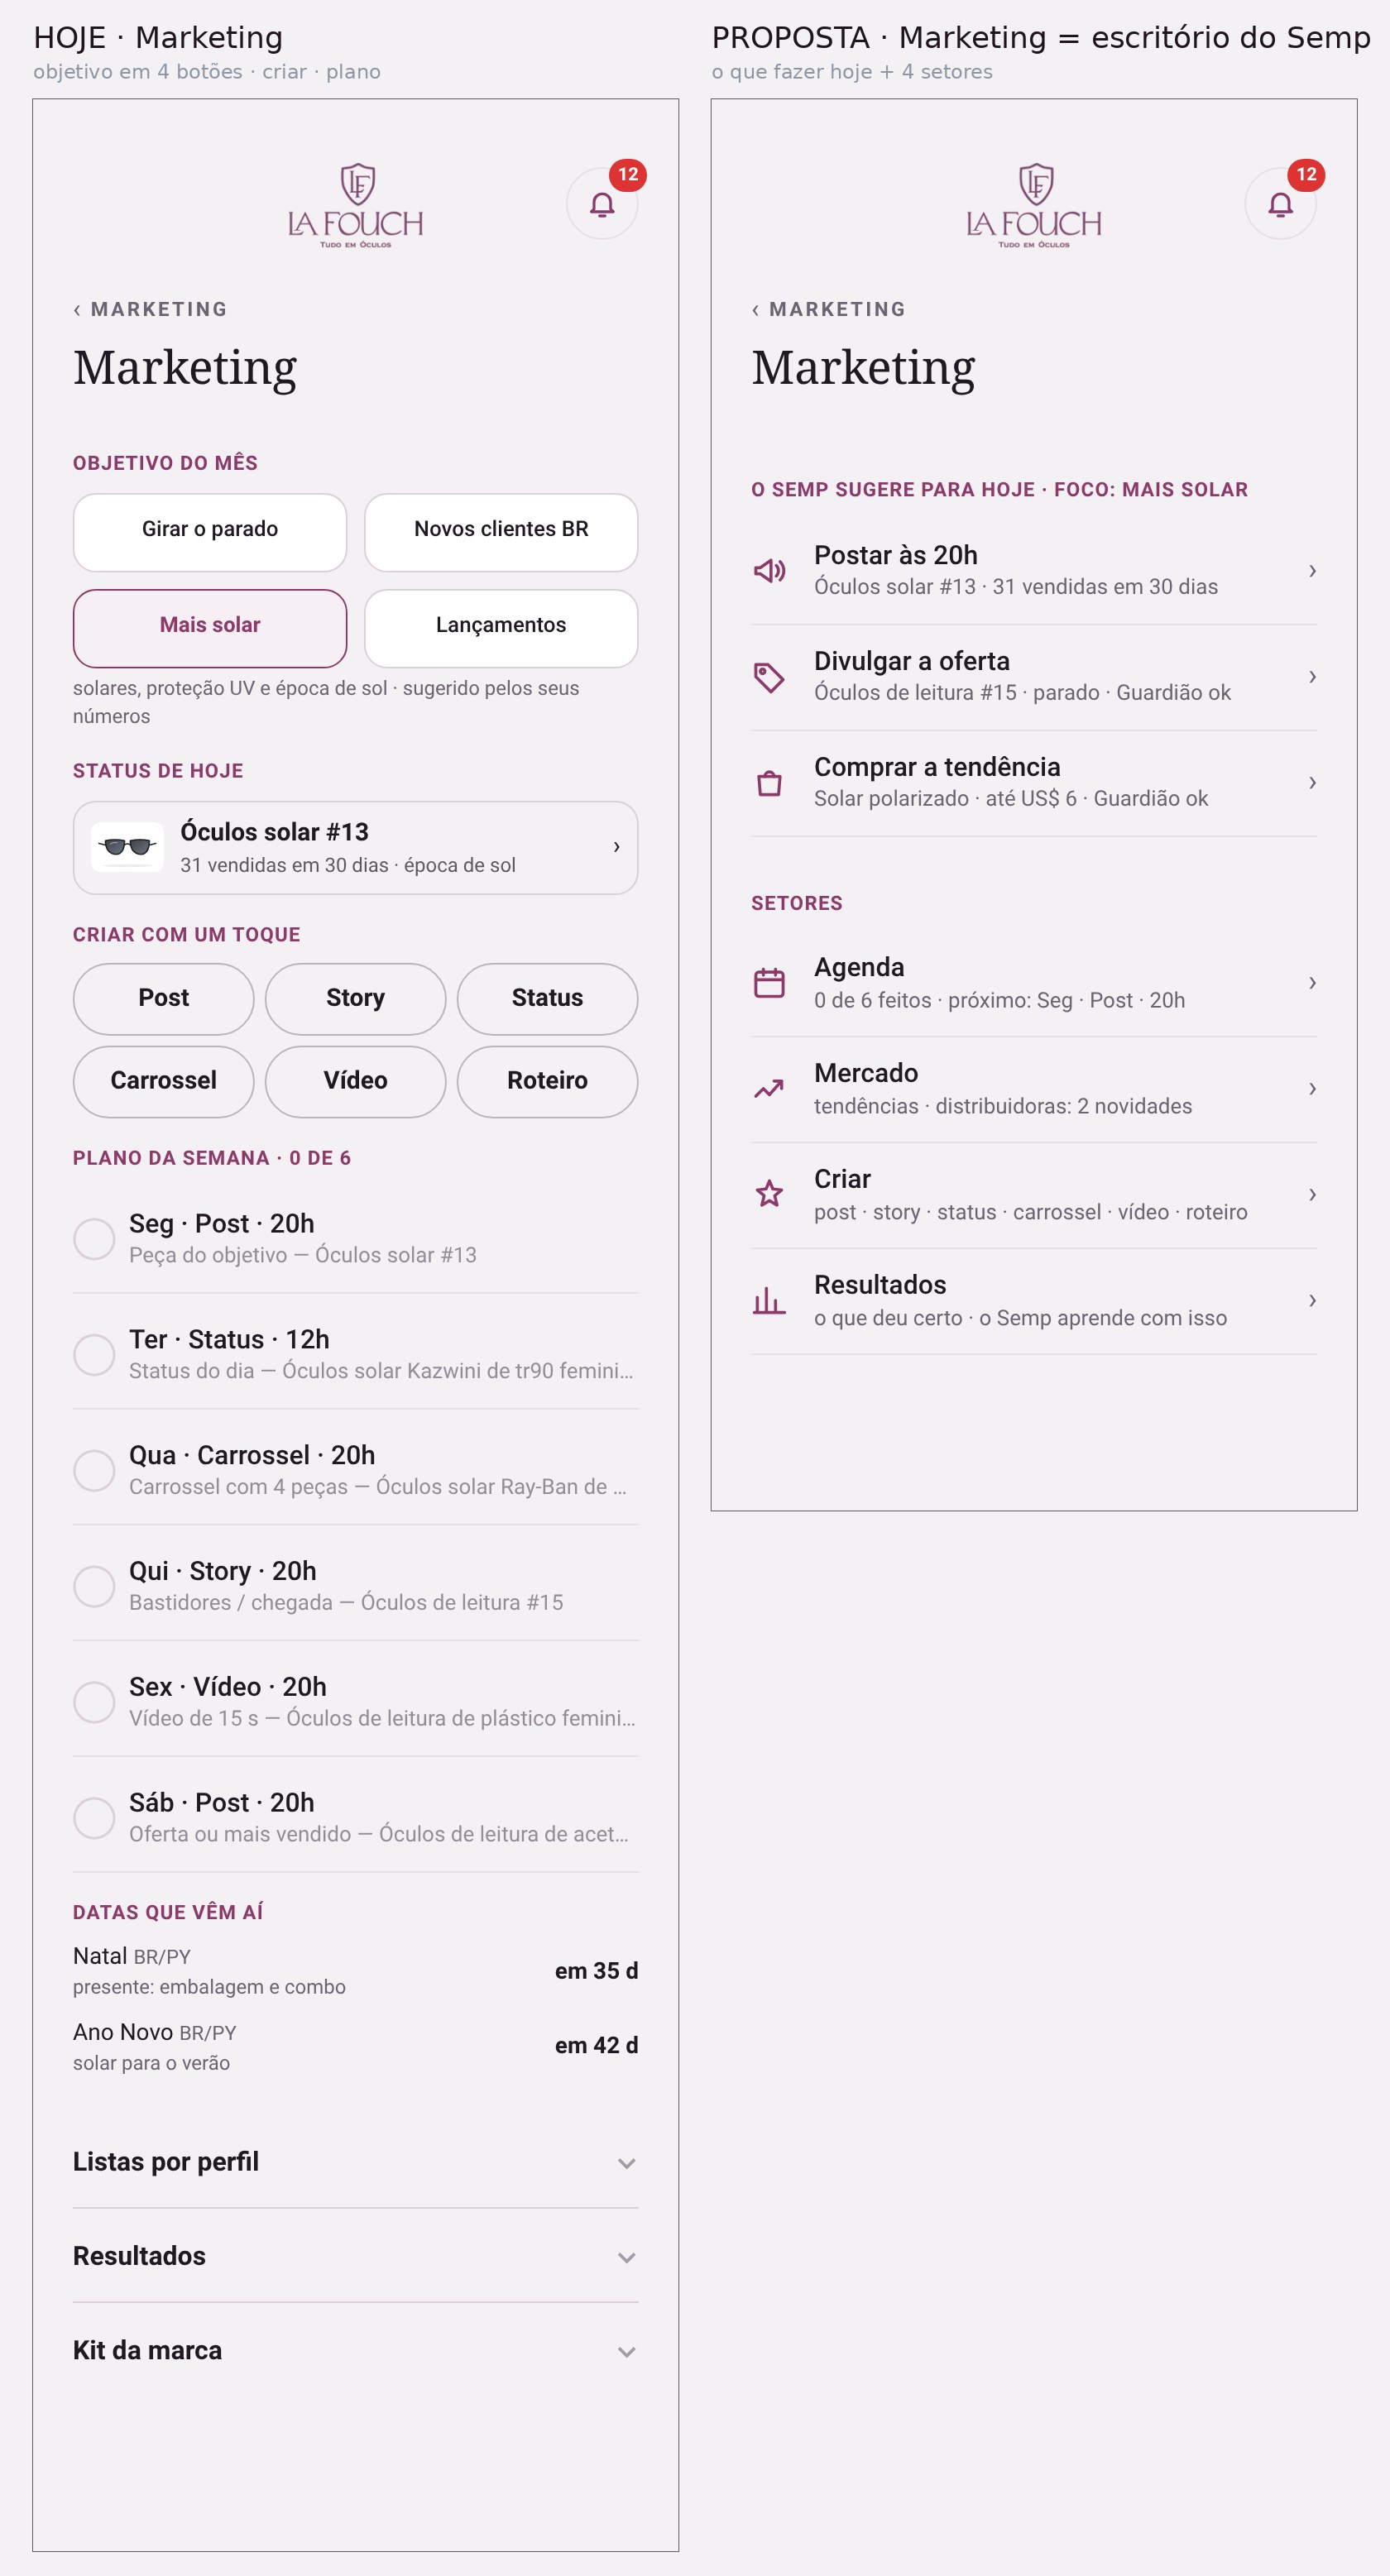 HOJE · Marketing
objetivo em 4 botões · criar · plano
12
LF
LA FOUCH
TUDO EM ÓCULOS
‹ MARKETING
Marketing
OBJETIVO DO MÊS
Girar o parado
Novos clientes BR
Mais solar
Lançamentos
solares, proteção UV e época de sol · sugerido pelos seus
números
STATUS DE HOJE
Óculos solar #13
31 vendidas em 30 dias · época de sol
›
CRIAR COM UM TOQUE
Post
Story
Status
Carrossel
Vídeo
Roteiro
PLANO DA SEMANA · 0 DE 6
Seg · Post · 20h
Peça do objetivo — Óculos solar #13
Ter · Status · 12h
Status do dia — Óculos solar Kazwini de tr90 femini...
Qua · Carrossel · 20h
Carrossel com 4 peças — Óculos solar Ray-Ban de ...
Qui · Story · 20h
Bastidores / chegada — Óculos de leitura #15
Sex · Vídeo · 20h
Vídeo de 15 s — Óculos de leitura de plástico femini...
Sáb · Post · 20h
Oferta ou mais vendido — Óculos de leitura de acet...
DATAS QUE VÊM AÍ
Natal BR/PY
presente: embalagem e combo
em 35 d
Ano Novo BR/PY
solar para o verão
em 42 d
Listas por perfil
Resultados
Kit da marca
PROPOSTA · Marketing = escritório do Semp
o que fazer hoje + 4 setores
12
LF
LA FOUCH
TUDO EM ÓCULOS
‹ MARKETING
Marketing
O SEMP SUGERE PARA HOJE · FOCO: MAIS SOLAR
Postar às 20h
Óculos solar #13 · 31 vendidas em 30 dias
›
Divulgar a oferta
Óculos de leitura #15 · parado · Guardião ok
›
Comprar a tendência
Solar polarizado · até US$ 6 · Guardião ok
›
SETORES
Agenda
0 de 6 feitos · próximo: Seg · Post · 20h
›
Mercado
tendências · distribuidoras: 2 novidades
›
Criar
post · story · status · carrossel · vídeo · roteiro
›
Resultados
o que deu certo · o Semp aprende com isso
›